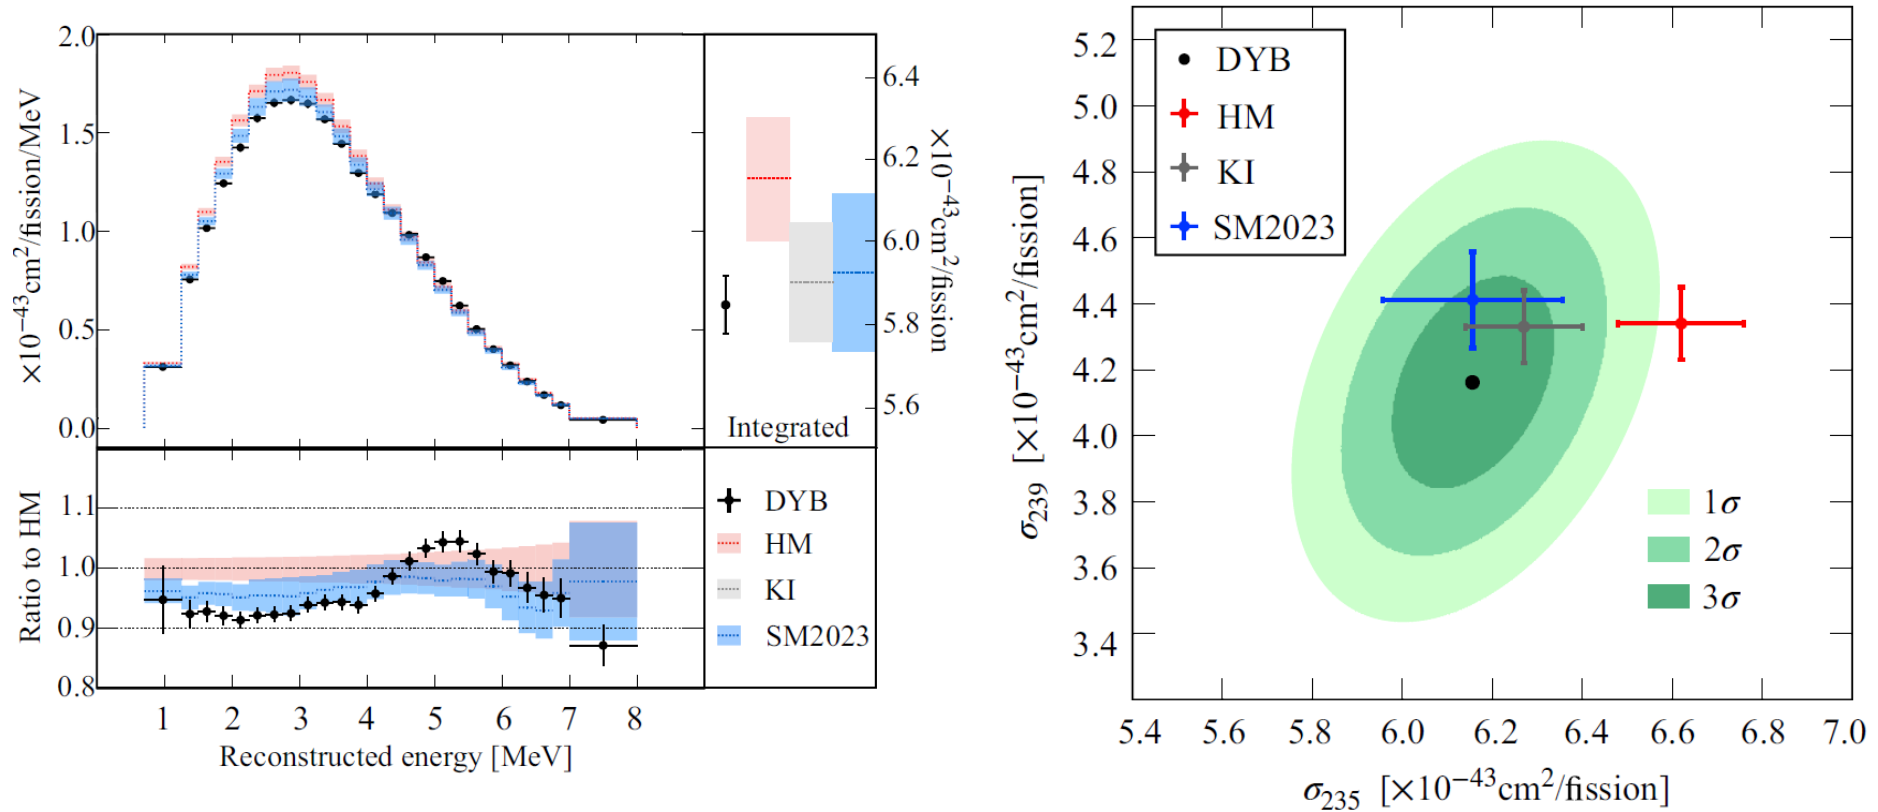 2.0
1.5
1.0
0.5
0.0
×10⁻⁴³cm²/fission/MeV
6.4
6.2
6.0
5.8
5.6
×10⁻⁴³cm²/fission
Integrated
1.1
1.0
0.9
0.8
Ratio to HM
DYB
HM
KI
SM2023
1 2 3 4 5 6 7 8
Reconstructed energy [MeV]
5.2
5.0
4.8
4.6
4.4
4.2
4.0
3.8
3.6
3.4
σ₂₃₉ [×10⁻⁴³cm²/fission]
DYB
HM
KI
SM2023
1σ
2σ
3σ
5.4 5.6 5.8 6.0 6.2 6.4 6.6 6.8 7.0
σ₂₃₅ [×10⁻⁴³cm²/fission]